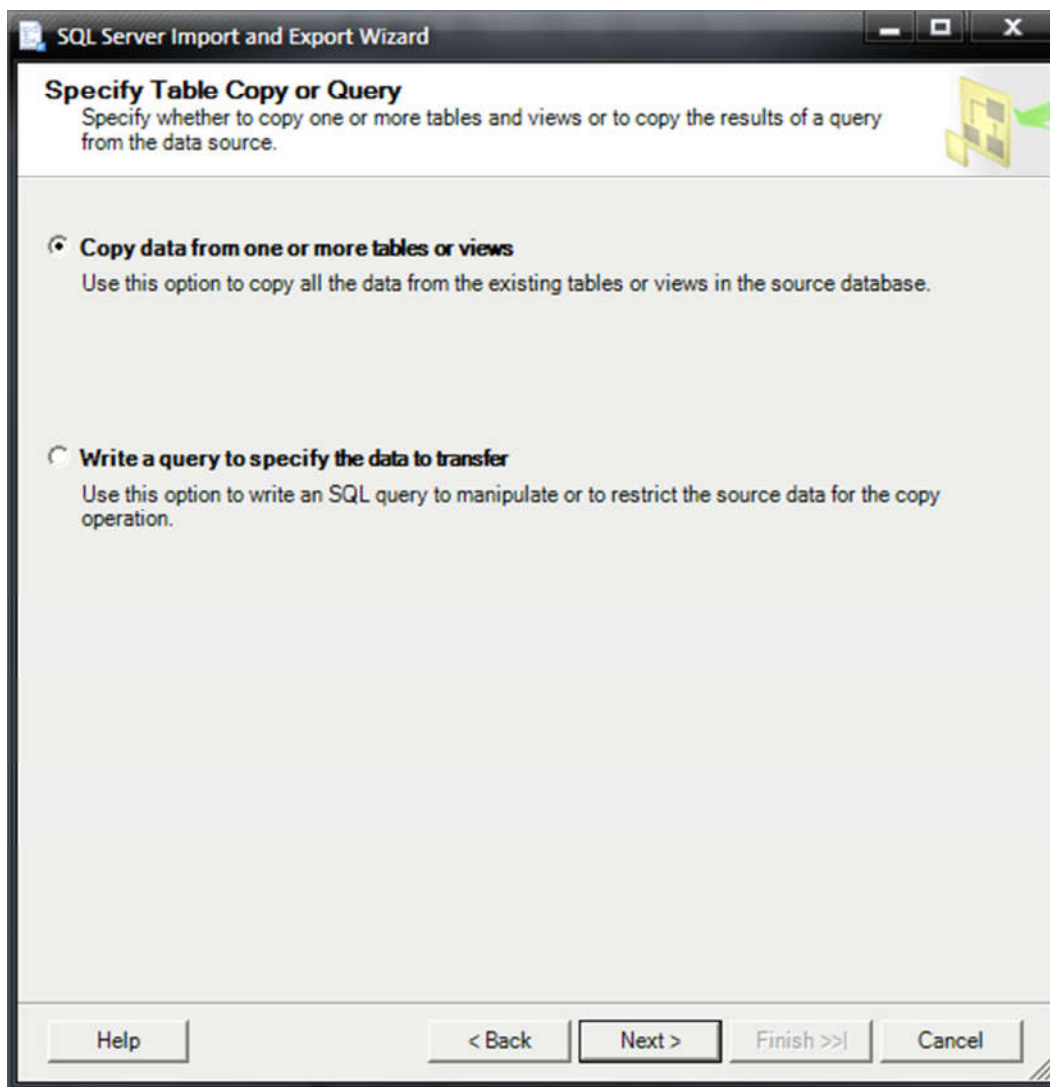 SQL Server Import and Export Wizard
Specify Table Copy or Query
Specify whether to copy one or more tables and views or to copy the results of a query
from the data source.
Copy data from one or more tables or views
Use this option to copy all the data from the existing tables or views in the source database.
Write a query to specify the data to transfer
Use this option to write an SQL query to manipulate or to restrict the source data for the copy
operation.
Help
< Back
Next >
Finish >>|
Cancel